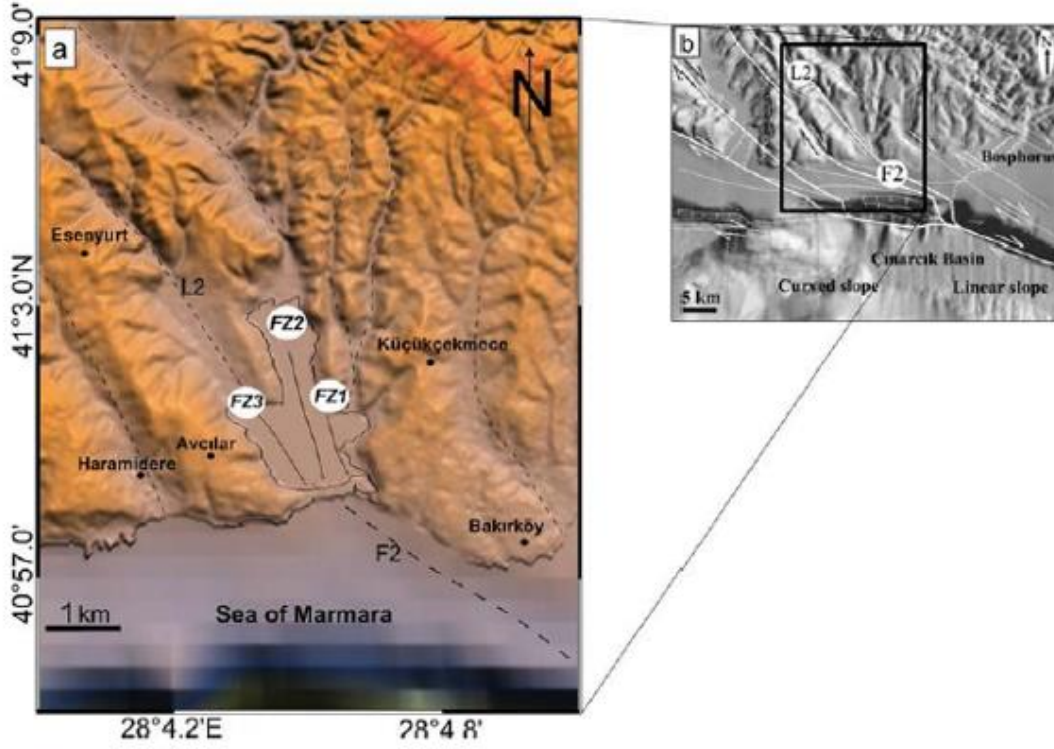 a
N
41°9.0'
41°3.0'N
40°57.0'
Esenyurt
L2
FZ2
Küçükçekmece
FZ3
FZ1
Avcılar
Haramidere
Bakırköy
F2
1 km
Sea of Marmara
28°4.2'E
28°4.8'
b
N
L2
Bosphorus
F2
Çınarcık Basin
Curved slope
Linear slope
5 km